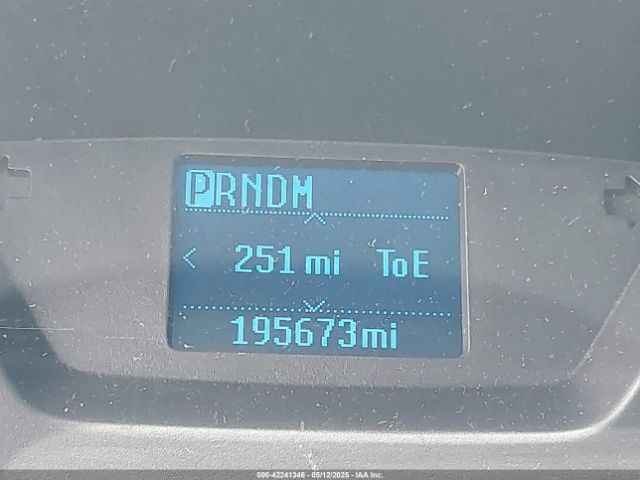 PRNDM
< 251 mi ToE
195673mi
000-42241346 | 05/12/2025 | IAA Inc.